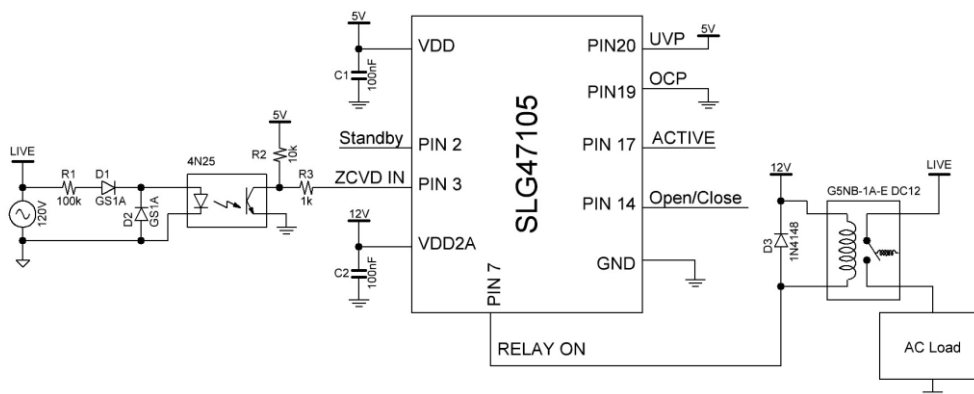 5V
VDD
C1
100nF
Standby
PIN 2
ZCVD IN
PIN 3
12V
VDD2A
C2
100nF
PIN 7
SLG47105
PIN20
UVP
5V
PIN19
OCP
PIN 17
ACTIVE
PIN 14
Open/Close
GND
RELAY ON
LIVE
R1
100k
D1
GS1A
D2
GS1A
120V
4N25
5V
R2
10k
R3
1k
12V
D3
1N4148
G5NB-1A-E DC12
LIVE
AC Load